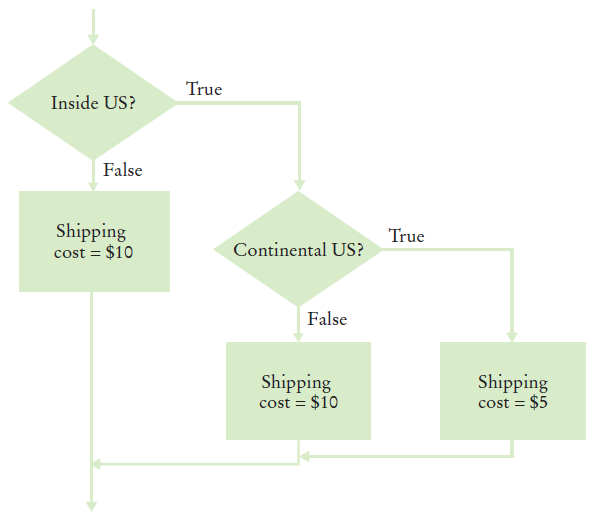 True
Inside US?
False
Shipping
cost = $10
True
Continental US?
False
Shipping
cost = $10
Shipping
cost = $5